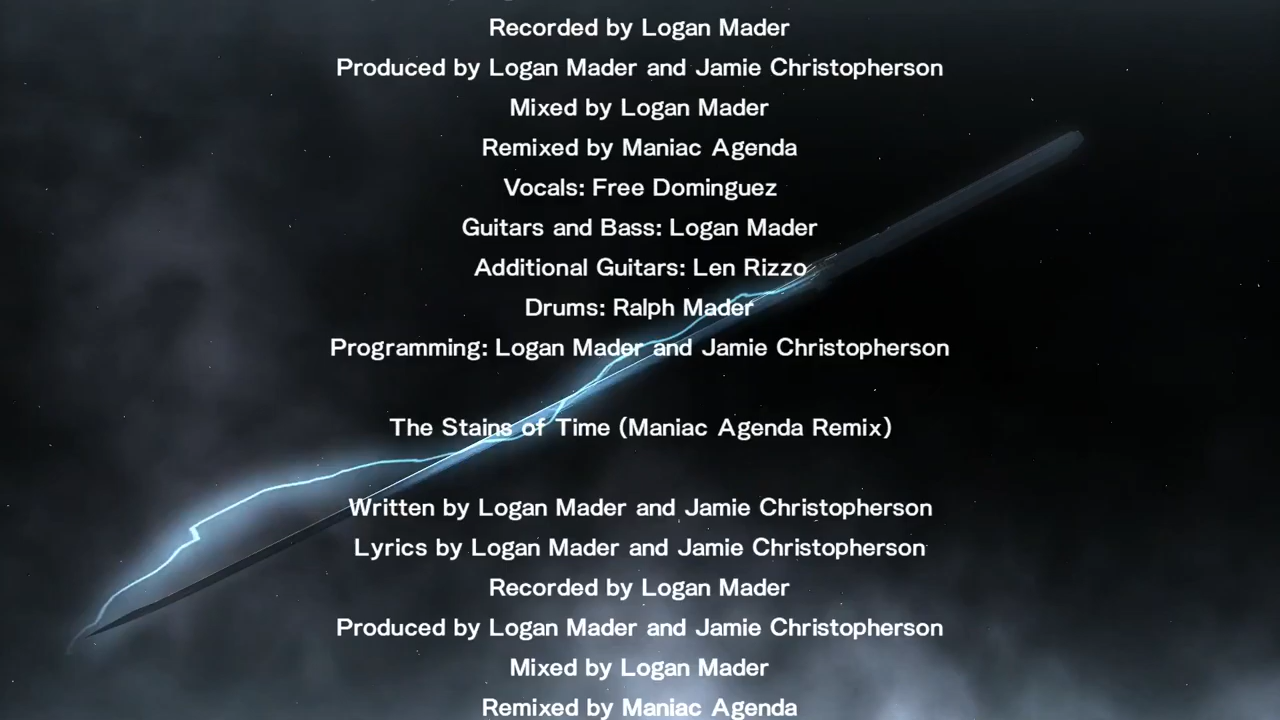 Recorded by Logan Mader
Produced by Logan Mader and Jamie Christopherson
Mixed by Logan Mader
Remixed by Maniac Agenda
Vocals: Free Dominguez
Guitars and Bass: Logan Mader
Additional Guitars: Len Rizzo
Drums: Ralph Mader
Programming: Logan Mader and Jamie Christopherson
The Stains of Time (Maniac Agenda Remix)
Written by Logan Mader and Jamie Christopherson
Lyrics by Logan Mader and Jamie Christopherson
Recorded by Logan Mader
Produced by Logan Mader and Jamie Christopherson
Mixed by Logan Mader
Remixed by Maniac Agenda